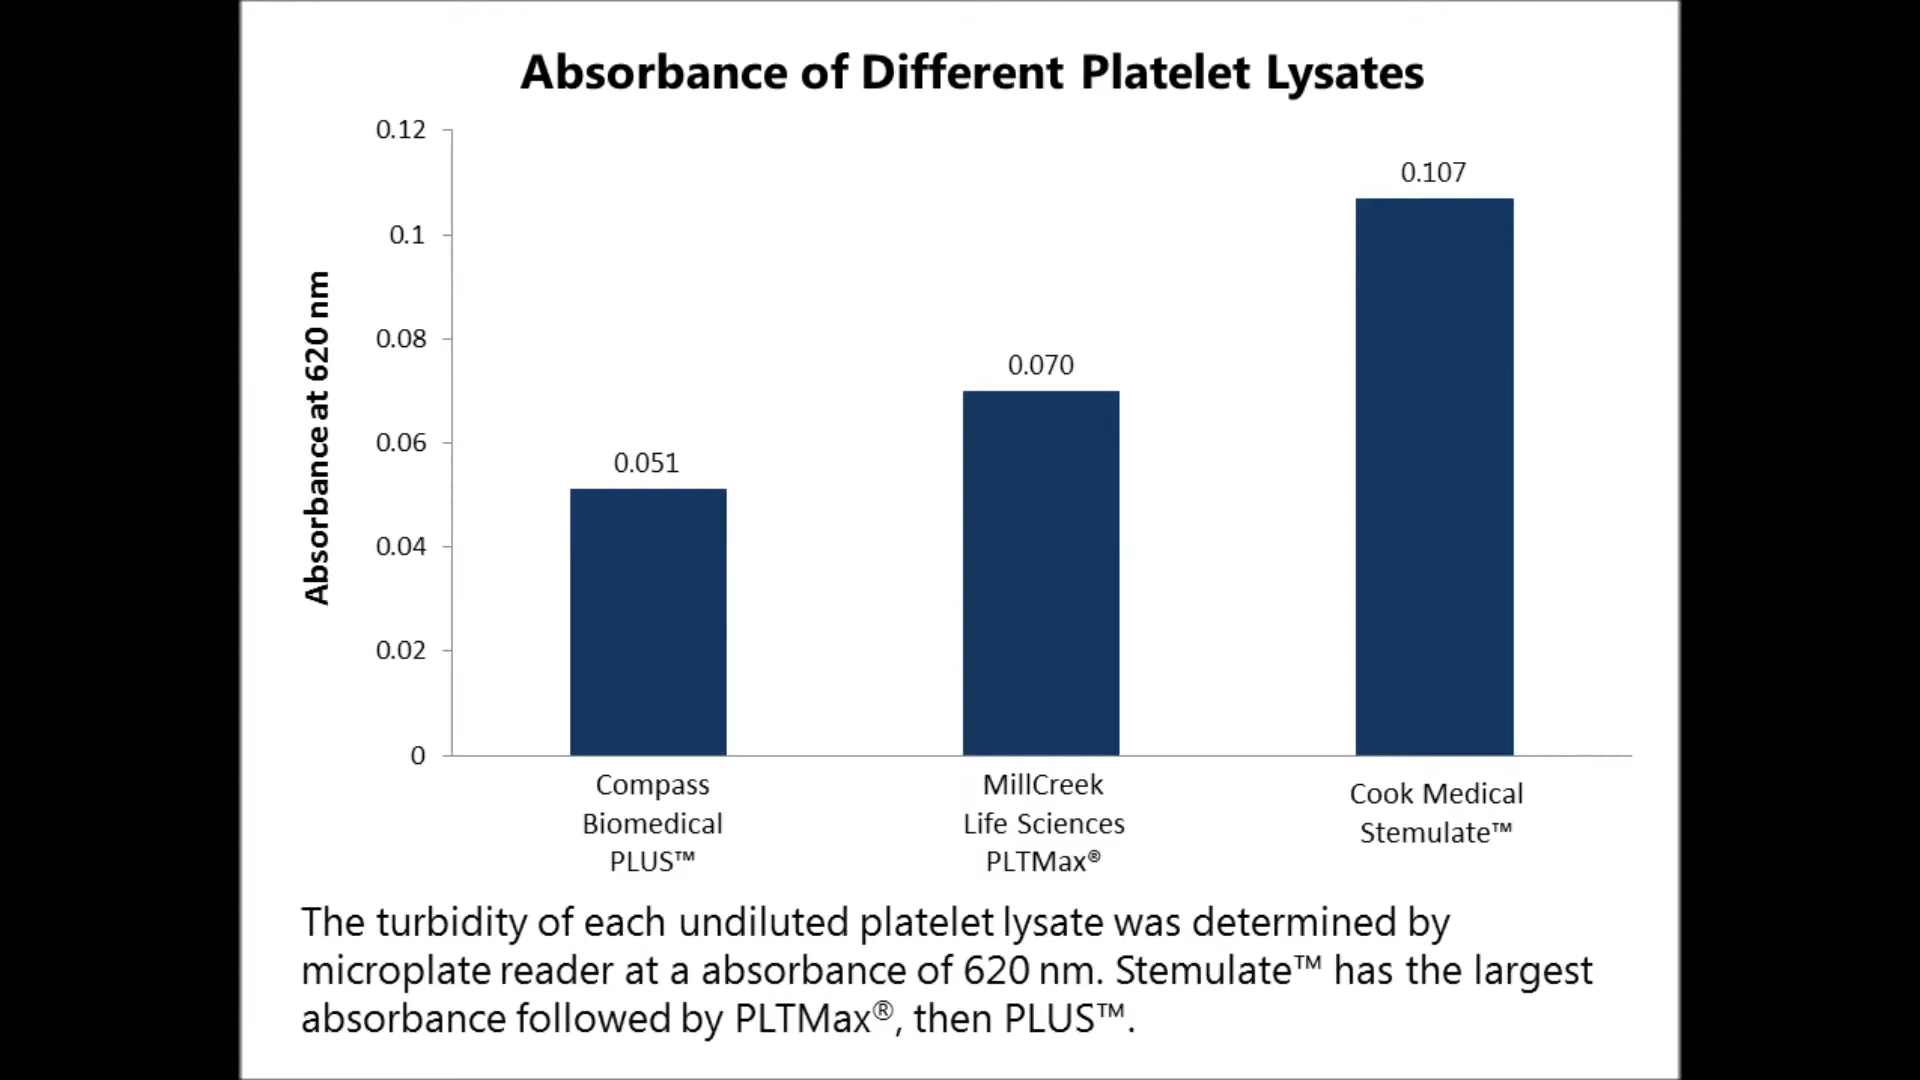 Absorbance of Different Platelet Lysates
0.12
0.1
0.08
0.06
0.04
0.02
0
Absorbance at 620 nm
0.051
0.070
0.107
Compass
Biomedical
PLUS™
MillCreek
Life Sciences
PLTMax®
Cook Medical
Stemulate™
The turbidity of each undiluted platelet lysate was determined by
microplate reader at a absorbance of 620 nm. Stemulate™ has the largest
absorbance followed by PLTMax®, then PLUS™.